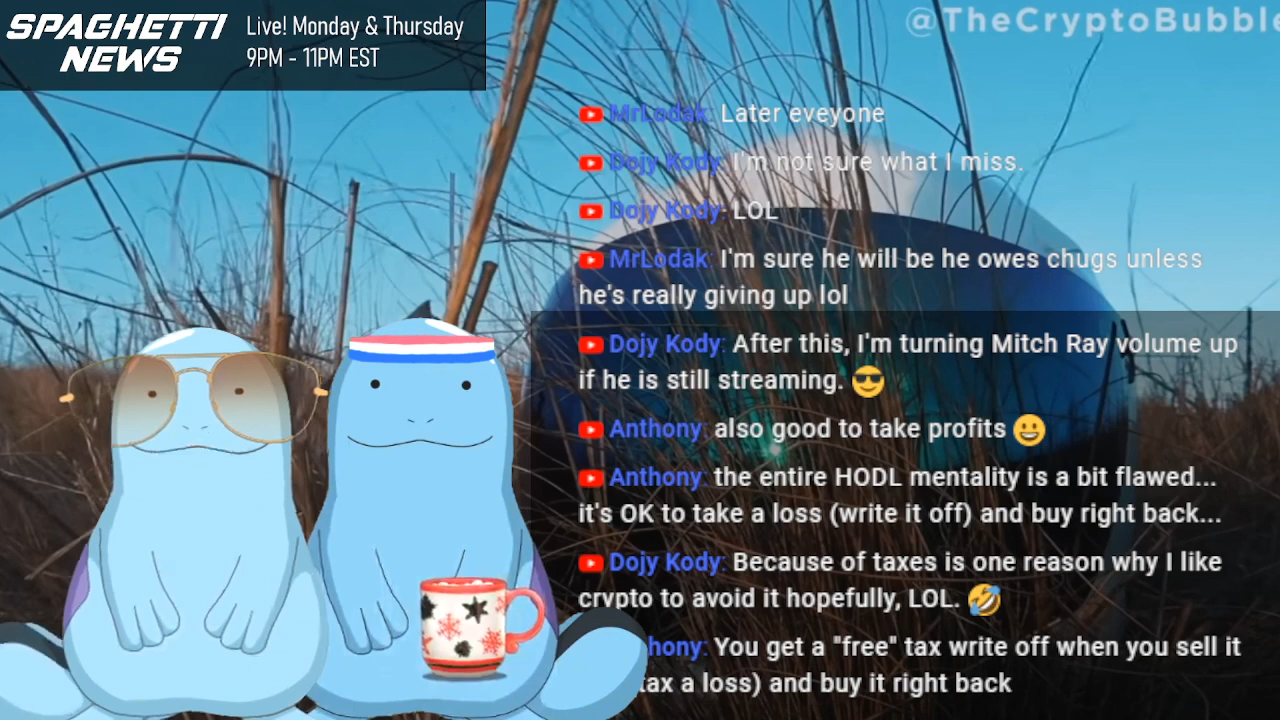 SPAGHETTI
NEWS
Live! Monday & Thursday
9PM - 11PM EST
@TheCryptoBubble
MrLodak: Later eveyone
Dojy Kody: I'm not sure what I miss.
Dojy Kody: LOL
MrLodak: I'm sure he will be he owes chugs unless
he's really giving up lol
Dojy Kody: After this, I'm turning Mitch Ray volume up
if he is still streaming. 😎
Anthony: also good to take profits 😀
Anthony: the entire HODL mentality is a bit flawed...
it's OK to take a loss (write it off) and buy right back...
Dojy Kody: Because of taxes is one reason why I like
crypto to avoid it hopefully, LOL. 🤣
hony: You get a "free" tax write off when you sell it
tax a loss) and buy it right back